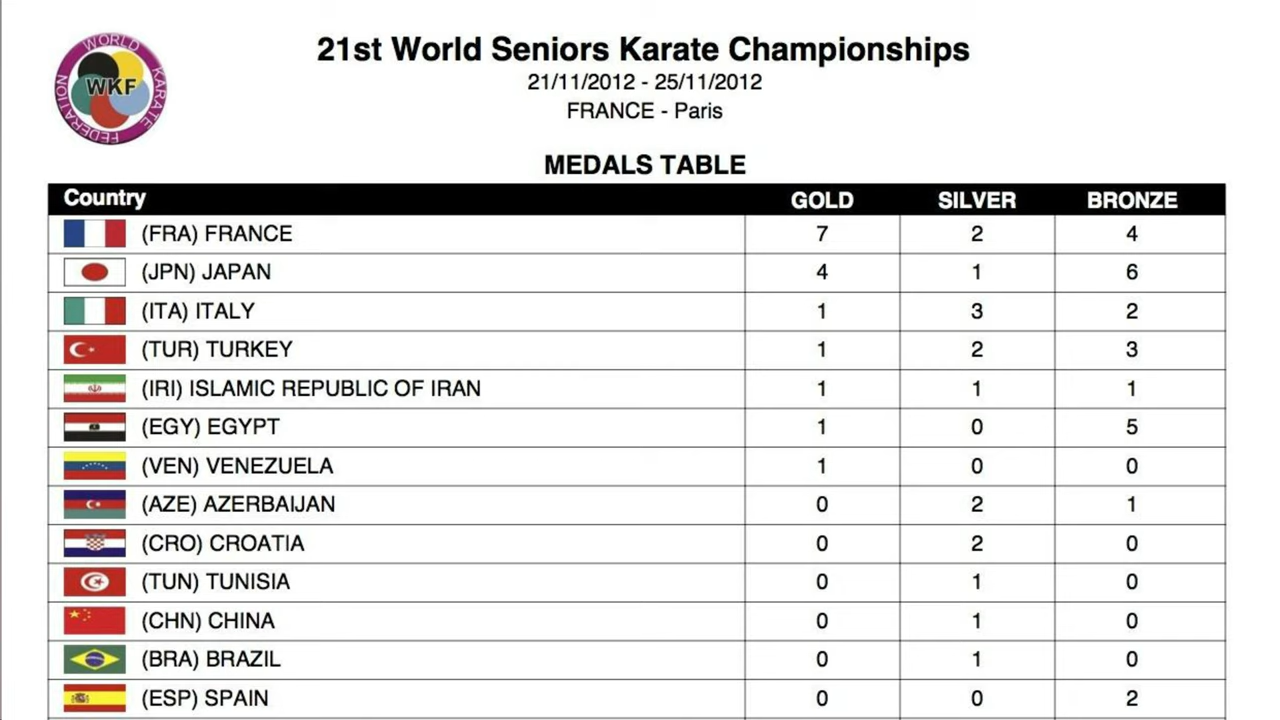 WORLD KARATE FEDERATION
WKF
21st World Seniors Karate Championships
21/11/2012 - 25/11/2012
FRANCE - Paris
MEDALS TABLE
Country GOLD SILVER BRONZE
(FRA) FRANCE 7 2 4
(JPN) JAPAN 4 1 6
(ITA) ITALY 1 3 2
(TUR) TURKEY 1 2 3
(IRI) ISLAMIC REPUBLIC OF IRAN 1 1 1
(EGY) EGYPT 1 0 5
(VEN) VENEZUELA 1 0 0
(AZE) AZERBAIJAN 0 2 1
(CRO) CROATIA 0 2 0
(TUN) TUNISIA 0 1 0
(CHN) CHINA 0 1 0
(BRA) BRAZIL 0 1 0
(ESP) SPAIN 0 0 2